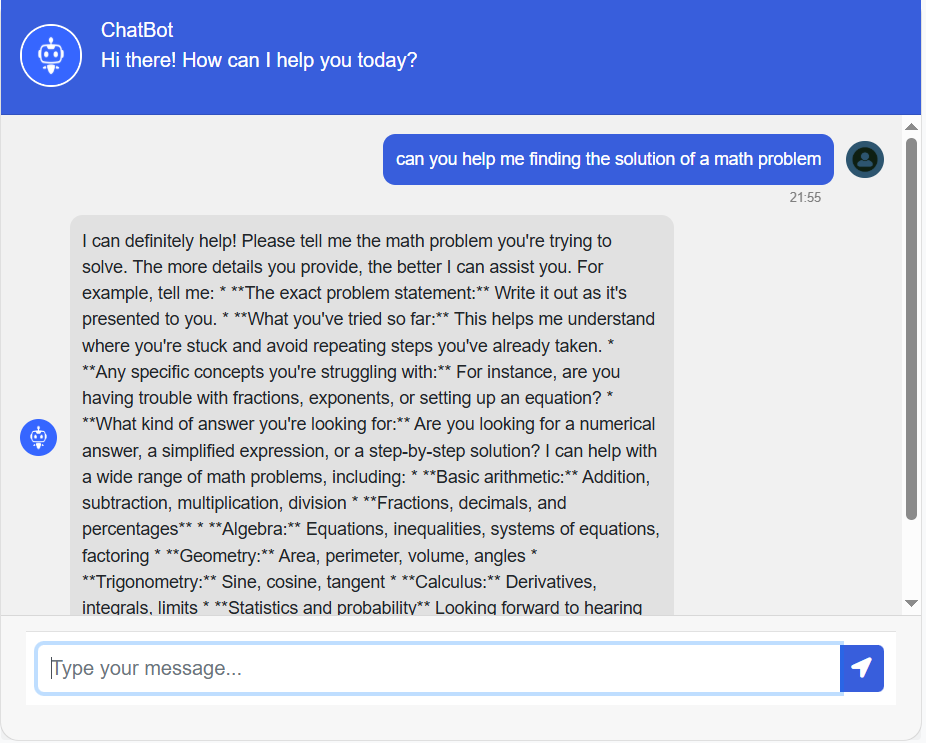 ChatBot
Hi there! How can I help you today?
can you help me finding the solution of a math problem
21:55
I can definitely help! Please tell me the math problem you're trying to
solve. The more details you provide, the better I can assist you. For
example, tell me: * **The exact problem statement:** Write it out as it's
presented to you. * **What you've tried so far:** This helps me understand
where you're stuck and avoid repeating steps you've already taken. *
**Any specific concepts you're struggling with:** For instance, are you
having trouble with fractions, exponents, or setting up an equation? *
**What kind of answer you're looking for:** Are you looking for a numerical
answer, a simplified expression, or a step-by-step solution? I can help with
a wide range of math problems, including: * **Basic arithmetic:** Addition,
subtraction, multiplication, division * **Fractions, decimals, and
percentages** * **Algebra:** Equations, inequalities, systems of equations,
factoring * **Geometry:** Area, perimeter, volume, angles *
**Trigonometry:** Sine, cosine, tangent * **Calculus:** Derivatives,
integrals, limits * **Statistics and probability** Looking forward to hearing
Type your message...